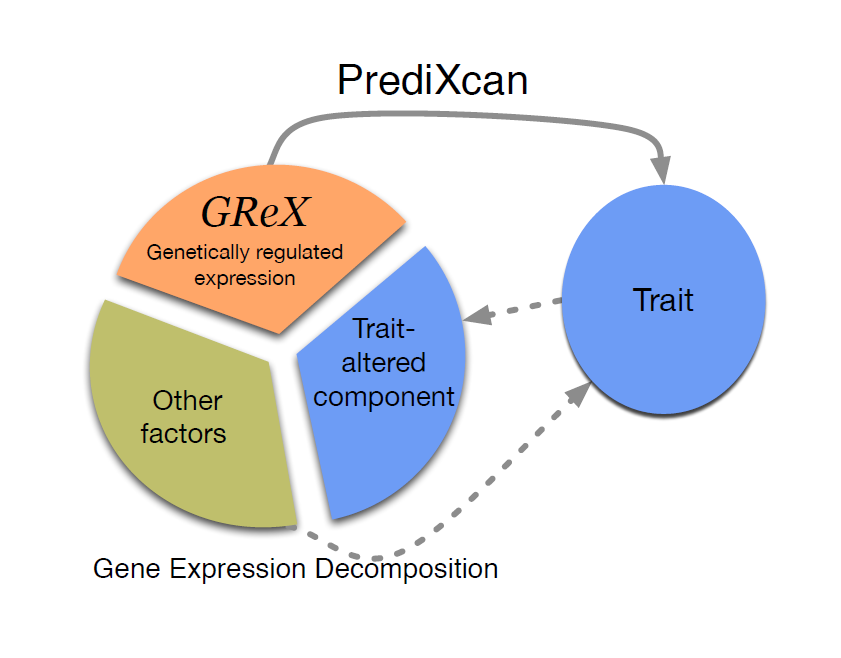 PrediXcan
GReX
Genetically regulated
expression
Trait-
altered
component
Trait
Other
factors
Gene Expression Decomposition